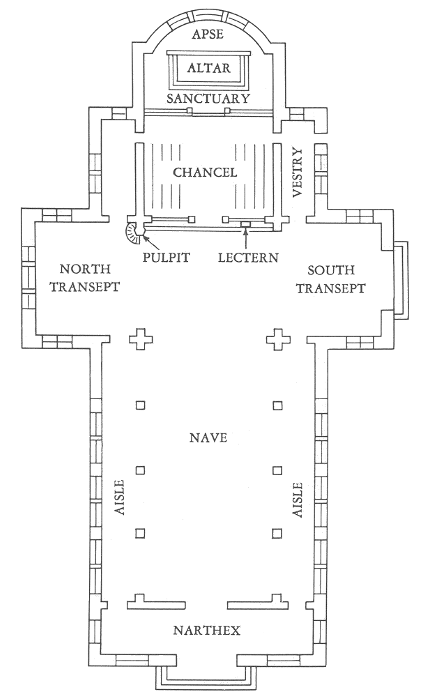 APSE
ALTAR
SANCTUARY
CHANCEL
VESTRY
PULPIT
LECTERN
NORTH
TRANSEPT
SOUTH
TRANSEPT
NAVE
AISLE
AISLE
NARTHEX